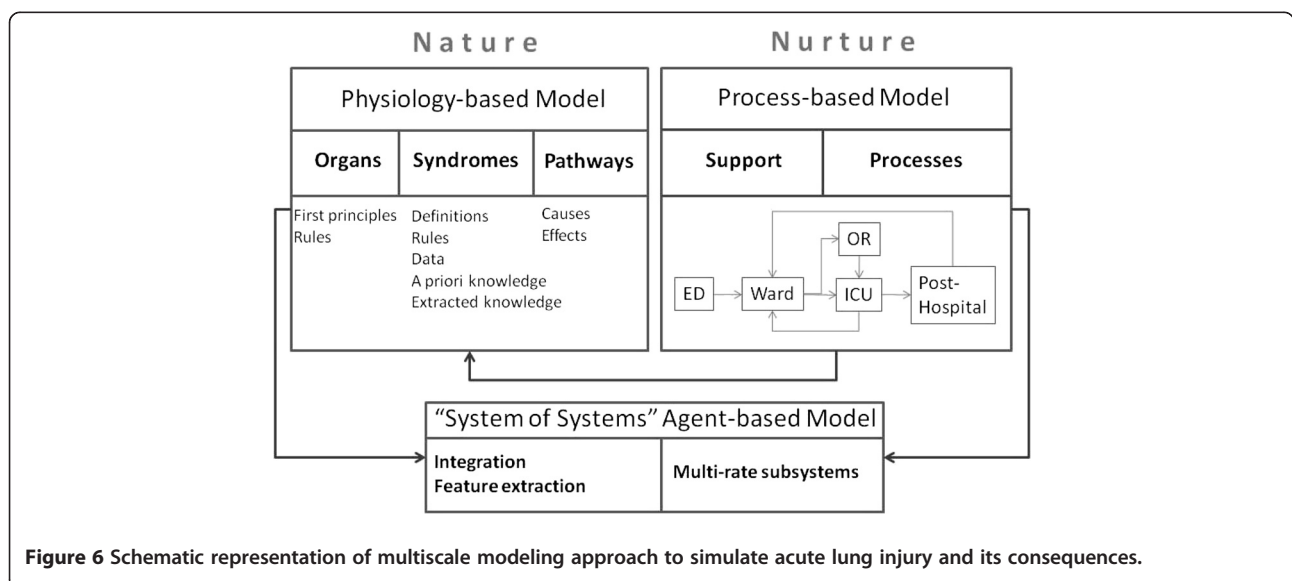 Nature
Nurture
Physiology-based Model
Process-based Model
Organs
Syndromes
Pathways
Support
Processes
First principles
Rules
Definitions
Rules
Data
A priori knowledge
Extracted knowledge
Causes
Effects
ED
Ward
OR
ICU
Post-
Hospital
"System of Systems" Agent-based Model
Integration
Feature extraction
Multi-rate subsystems
Figure 6 Schematic representation of multiscale modeling approach to simulate acute lung injury and its consequences.